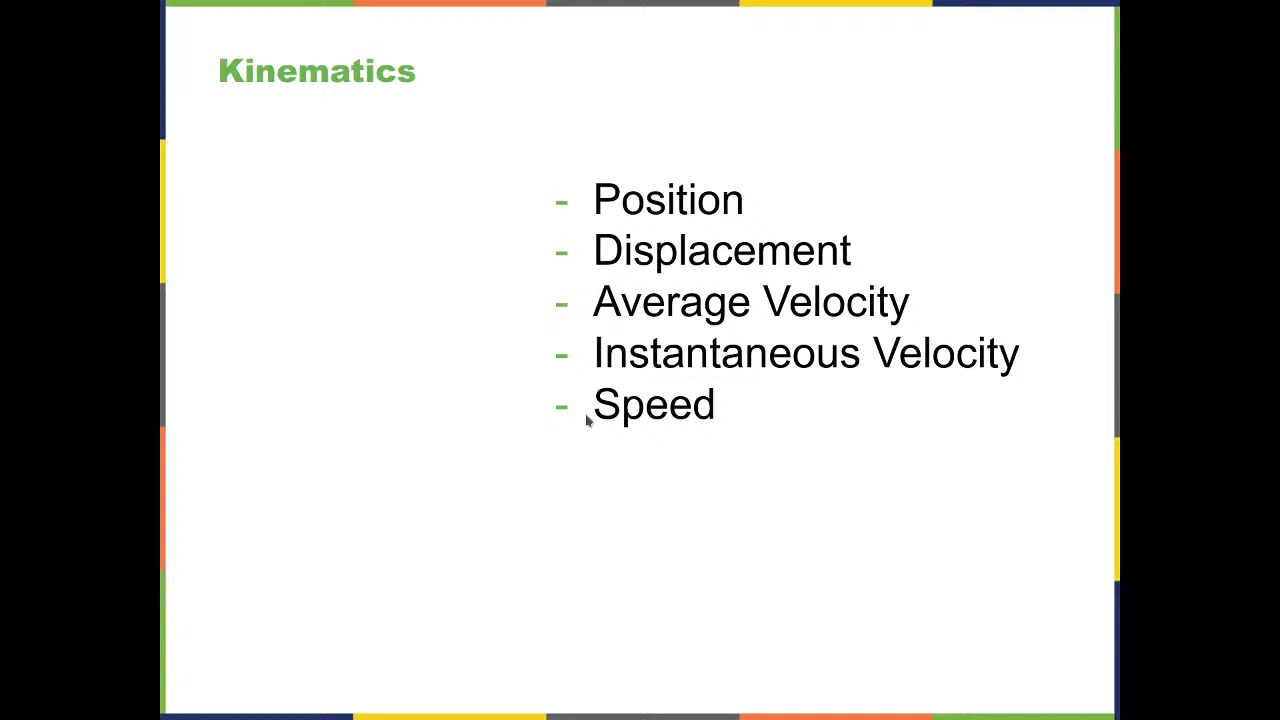 Kinematics
- Position
- Displacement
- Average Velocity
- Instantaneous Velocity
- Speed